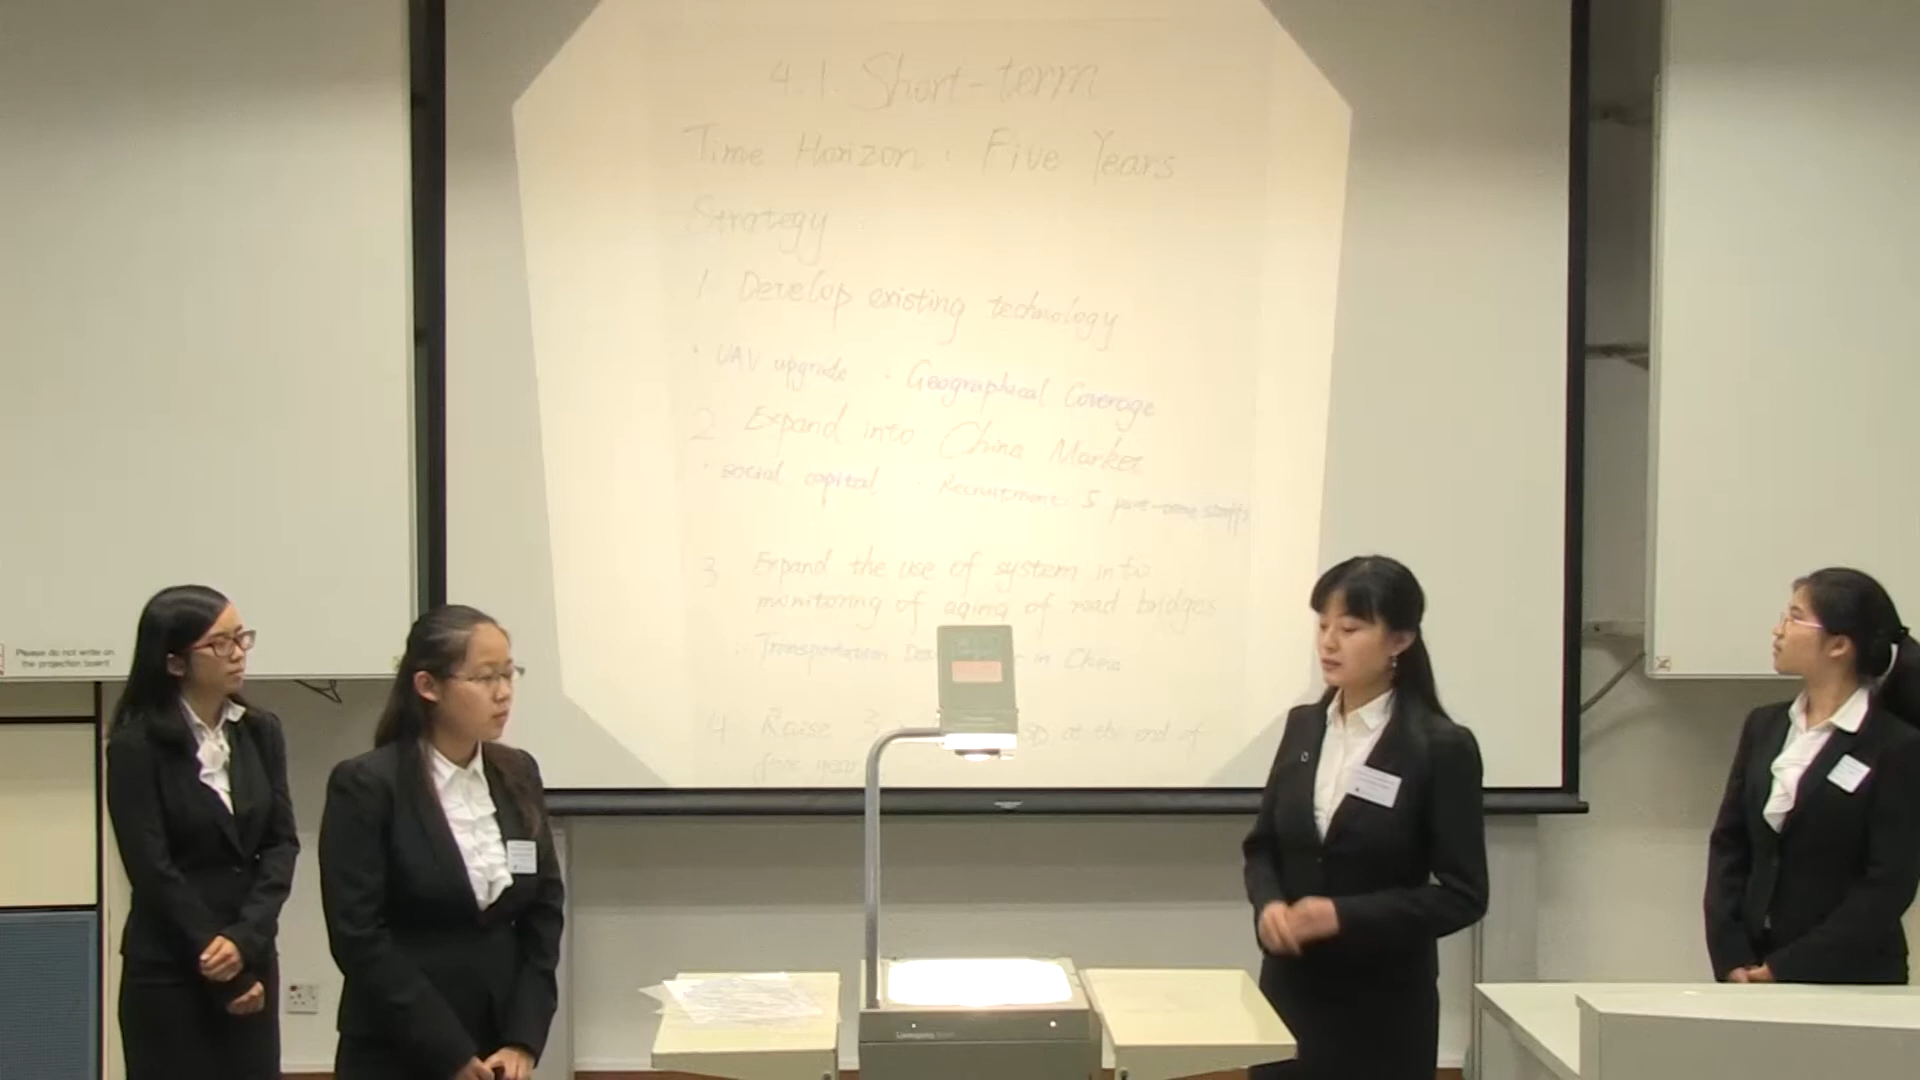 4.1 Short-term
Time Horizon : Five Years
Strategy
1 Develop existing technology
· UAV upgrade · Geographical Coverage
2 Expand into China Market
· social capital · Recruitment: 5 part-time staffs
3 Expand the use of system into
monitoring of aging of road bridges
· Transportation in China
4 Raise 3 at the end of
five years
Please do not write on
the projection board